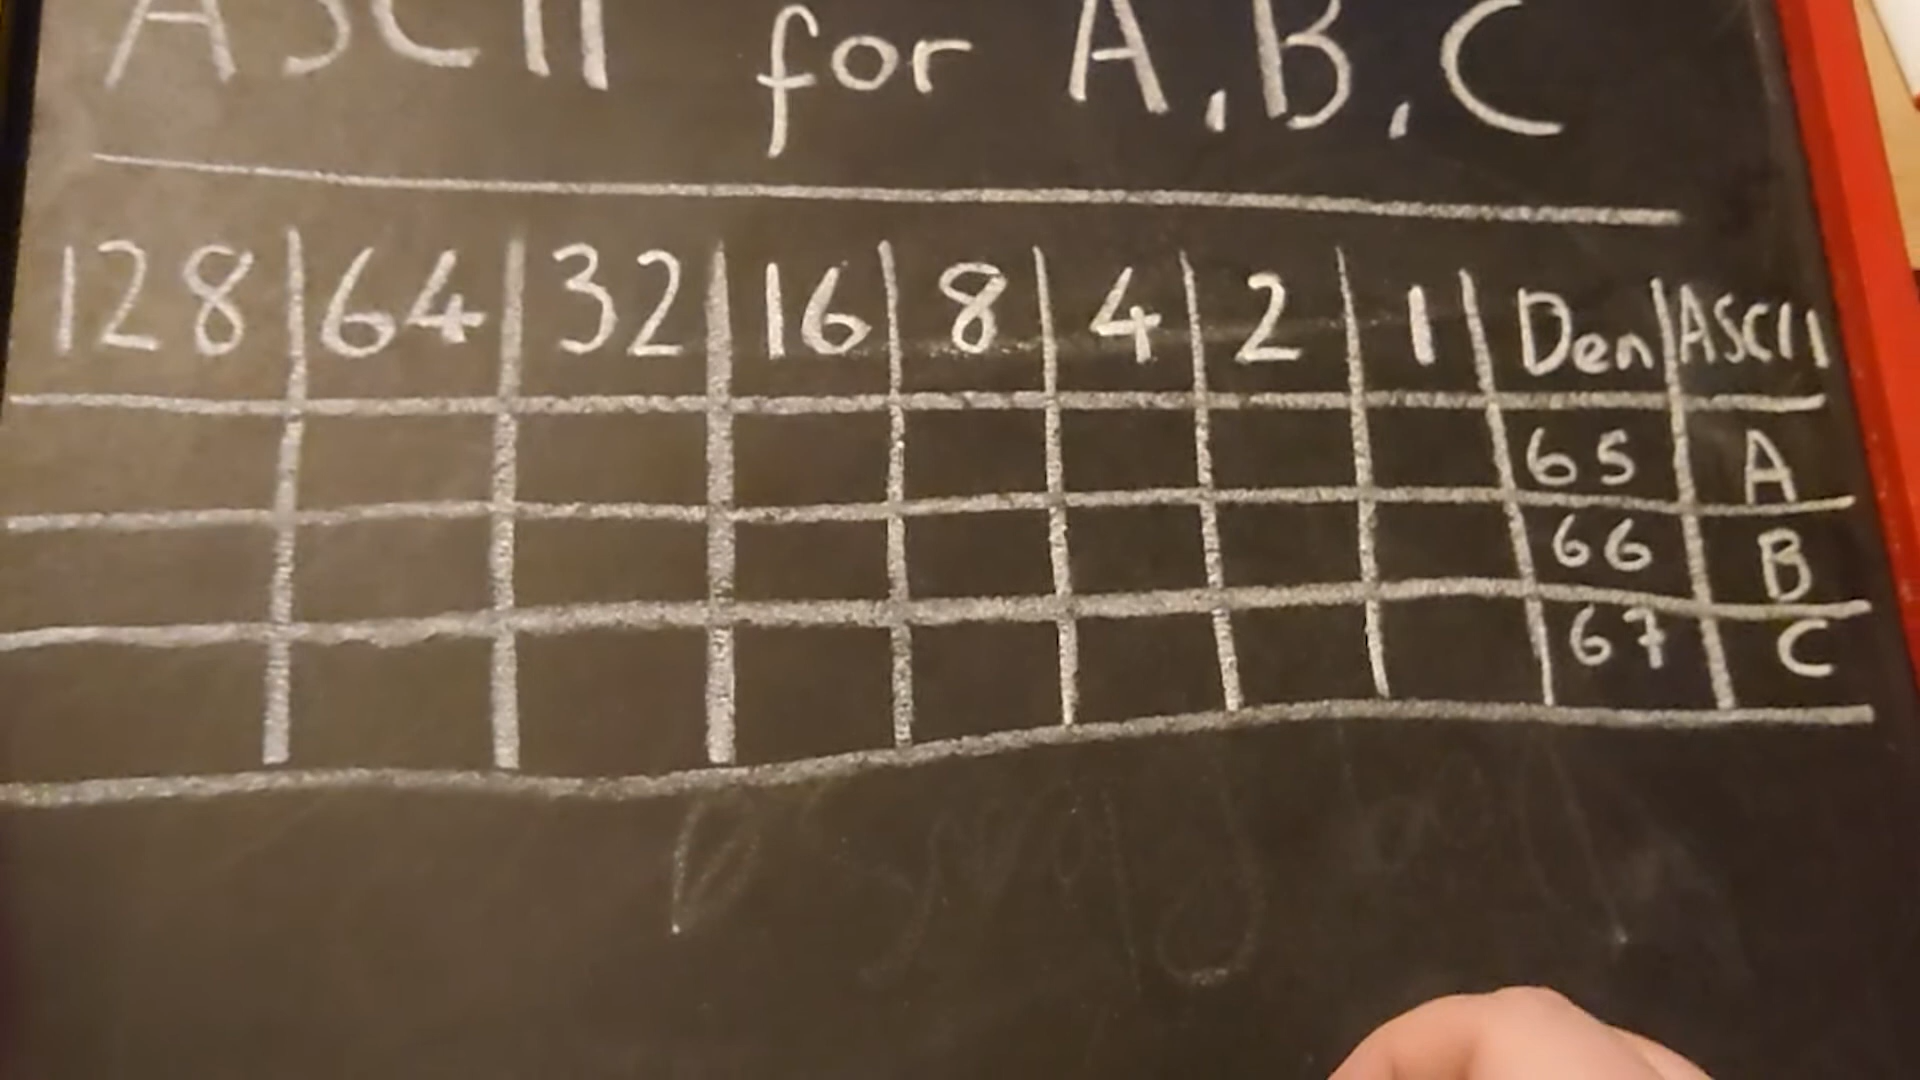 ASCII for A, B, C
128 64 32 16 8 4 2 1 Den ASCII
65 A
66 B
67 C